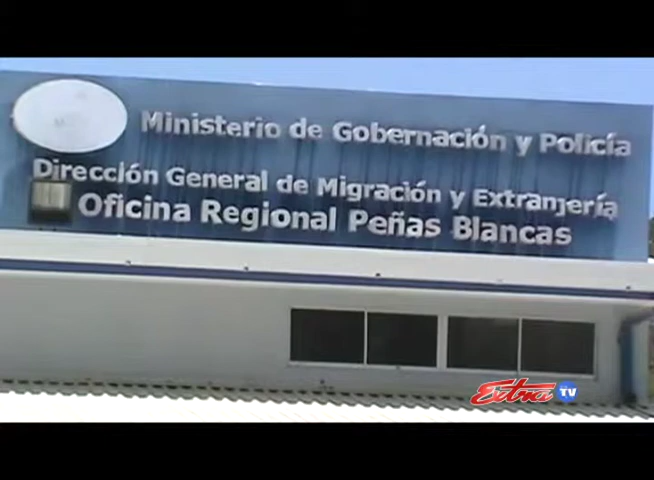 Ministerio de Gobernación y Policía
Dirección General de Migración y Extranjería
Oficina Regional Peñas Blancas
Extra TV